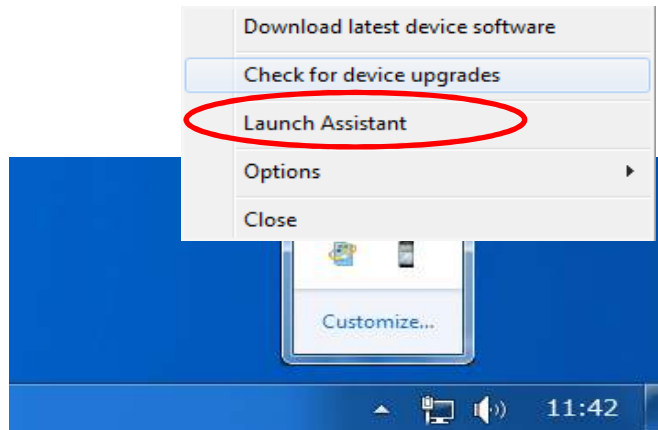 Download latest device software
Check for device upgrades
Launch Assistant
Options
Close
Customize...
11:42